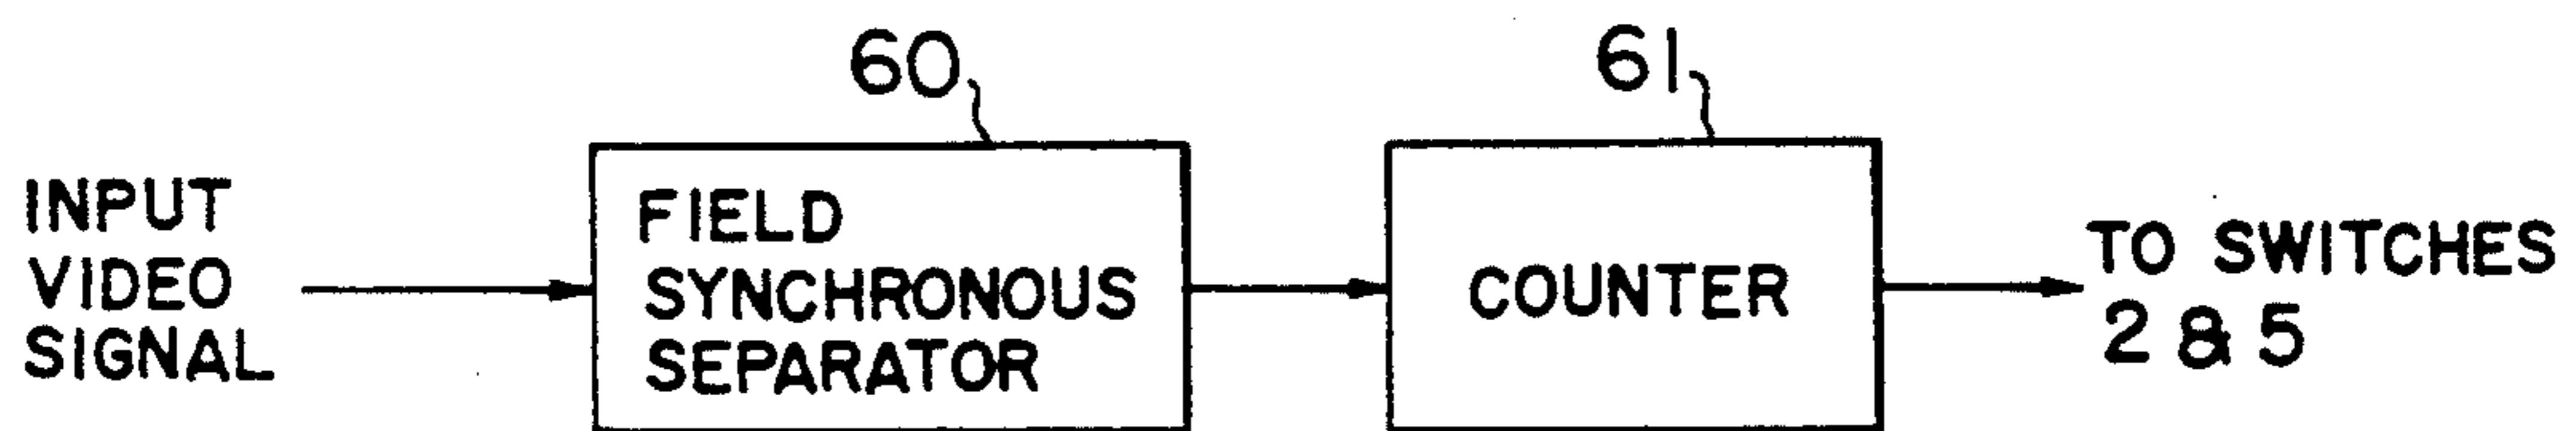 60
61
INPUT
VIDEO
SIGNAL
FIELD
SYNCHRONOUS
SEPARATOR
COUNTER
TO SWITCHES
2 & 5